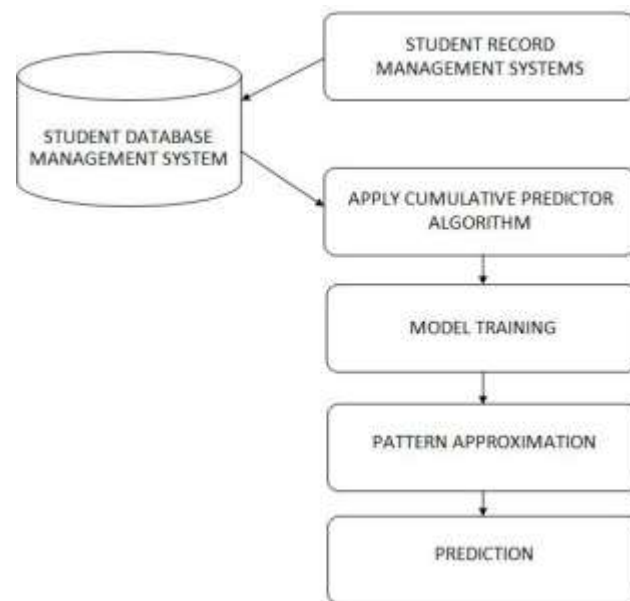 STUDENT RECORD
MANAGEMENT SYSTEMS
STUDENT DATABASE
MANAGEMENT SYSTEM
APPLY CUMULATIVE PREDICTOR
ALGORITHM
MODEL TRAINING
PATTERN APPROXIMATION
PREDICTION